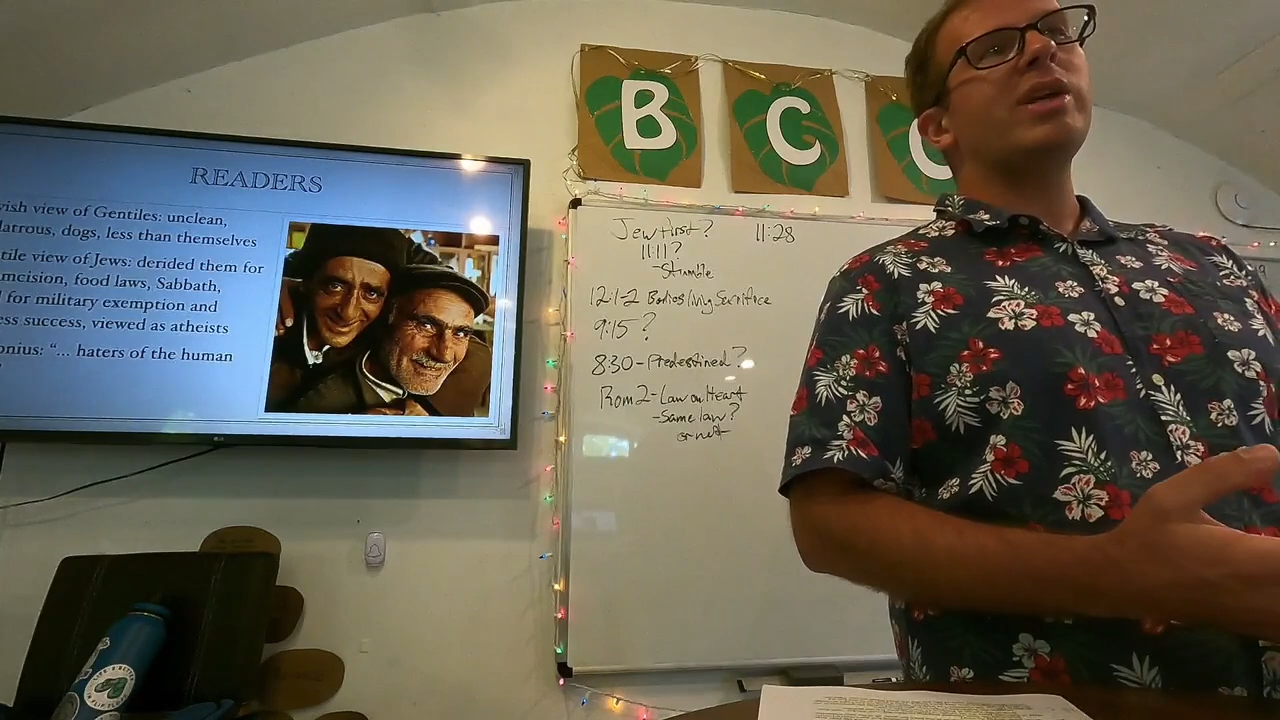 READERS
vish view of Gentiles: unclean,
latrous, dogs, less than themselves
tile view of Jews: derided them for
mcision, food laws, Sabbath,
for military exemption and
ess success, viewed as atheists
onius: "... haters of the human
B C C
Jew first? 11:28
11:11?
-Stumble
12:1-2 Bodies living Sacrifice
9:15?
8:30-Predestined?
Rom 2-Law on Heart
-Same law?
or not